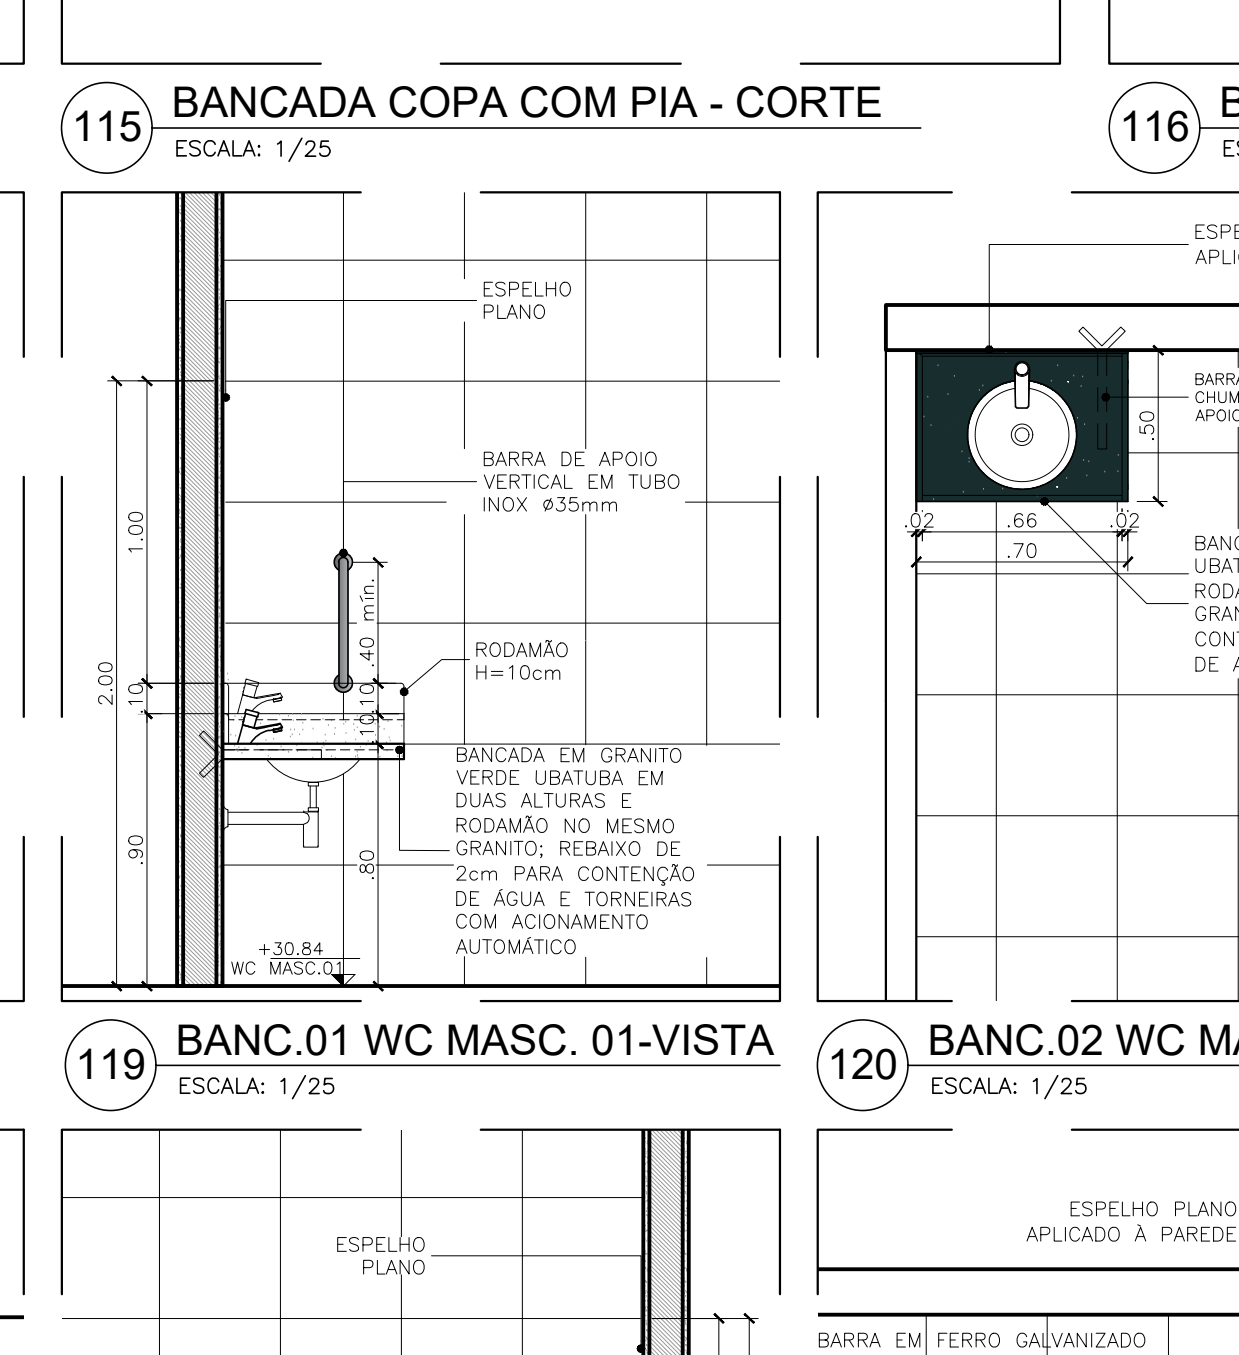 115
BANCADA COPA COM PIA - CORTE
ESCALA: 1/25
116
ESPELHO
PLANO
BARRA DE APOIO
VERTICAL EM TUBO
INOX ø35mm
1.00
2.00
.10
.90
.40 mín.
.10
.10
.80
RODAMÃO
H=10cm
BANCADA EM GRANITO
VERDE UBATUBA EM
DUAS ALTURAS E
RODAMÃO NO MESMO
GRANITO; REBAIXO DE
2cm PARA CONTENÇÃO
DE ÁGUA E TORNEIRAS
COM ACIONAMENTO
AUTOMÁTICO
+30.84
WC MASC.01
.50
.02 .66 .02
.70
DE
119
BANC.01 WC MASC. 01-VISTA
ESCALA: 1/25
120
BANC.02 WC
ESCALA: 1/25
ESPELHO
PLANO
ESPELHO PLANO
APLICADO À PAREDE
BARRA EM FERRO GALVANIZADO